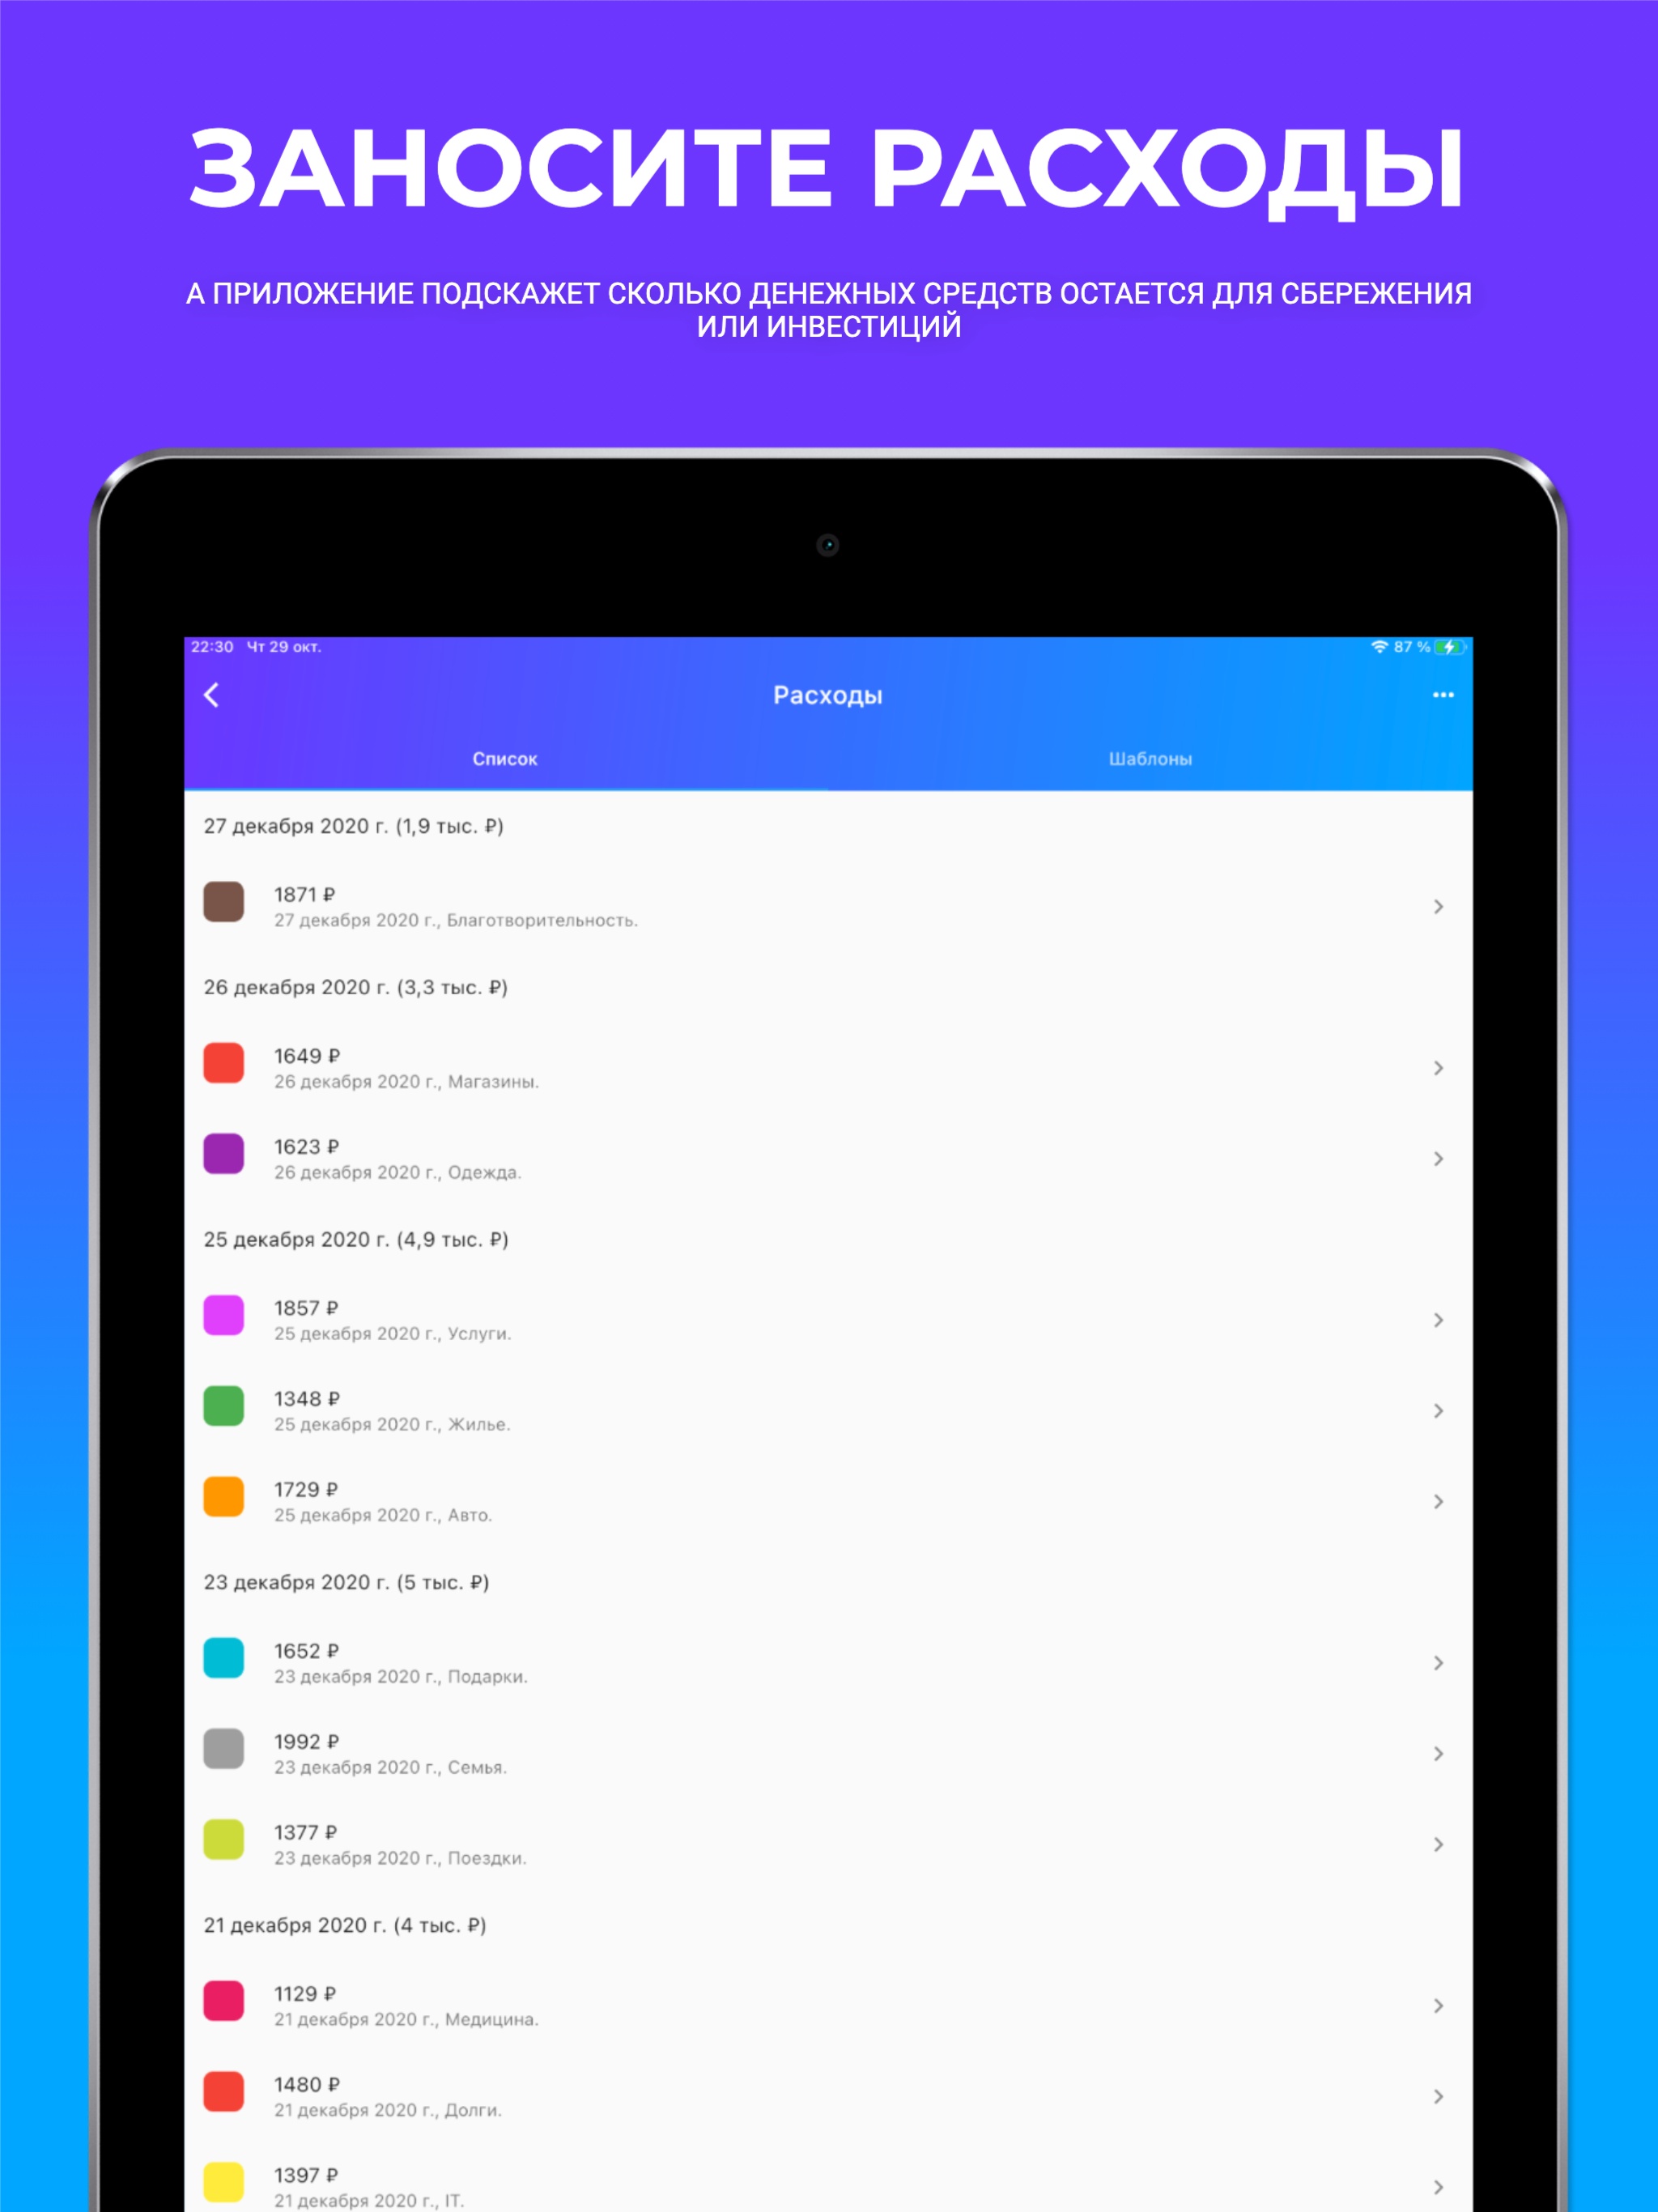 ЗАНОСИТЕ РАСХОДЫ
А ПРИЛОЖЕНИЕ ПОДСКАЖЕТ СКОЛЬКО ДЕНЕЖНЫХ СРЕДСТВ ОСТАЕТСЯ ДЛЯ СБЕРЕЖЕНИЯ
ИЛИ ИНВЕСТИЦИЙ
22:30 Чт 29 окт. 87 %
Расходы
Список Шаблоны
27 декабря 2020 г. (1,9 тыс. ₽)
1871 ₽
27 декабря 2020 г., Благотворительность.
26 декабря 2020 г. (3,3 тыс. ₽)
1649 ₽
26 декабря 2020 г., Магазины.
1623 ₽
26 декабря 2020 г., Одежда.
25 декабря 2020 г. (4,9 тыс. ₽)
1857 ₽
25 декабря 2020 г., Услуги.
1348 ₽
25 декабря 2020 г., Жилье.
1729 ₽
25 декабря 2020 г., Авто.
23 декабря 2020 г. (5 тыс. ₽)
1652 ₽
23 декабря 2020 г., Подарки.
1992 ₽
23 декабря 2020 г., Семья.
1377 ₽
23 декабря 2020 г., Поездки.
21 декабря 2020 г. (4 тыс. ₽)
1129 ₽
21 декабря 2020 г., Медицина.
1480 ₽
21 декабря 2020 г., Долги.
1397 ₽
21 декабря 2020 г., IT.